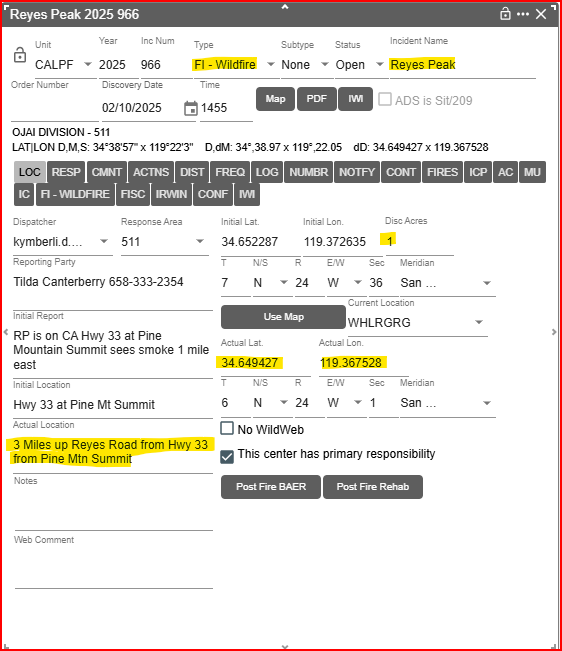 Reyes Peak 2025 966
Unit Year Inc Num Type Subtype Status Incident Name
CALPF 2025 966 FI - Wildfire None Open Reyes Peak
Order Number Discovery Date Time
02/10/2025 1455 Map PDF IWI ADS is Sit/209
OJAI DIVISION - 511
LAT|LON D,M,S: 34°38'57" x 119°22'3" D,dM: 34°,38.97 x 119°,22.05 dD: 34.649427 x 119.367528
LOC RESP CMNT ACTNS DIST FREQ LOG NUMBR NOTFY CONT FIRES ICP AC MU
IC FI - WILDFIRE FISC IRWIN CONF IWI
Dispatcher Response Area Initial Lat. Initial Lon. Disc Acres
kymberli.d.... 511 34.652287 119.372635 1
Reporting Party T N/S R E/W Sec Meridian
Tilda Canterberry 658-333-2354 7 N 24 W 36 San ...
Initial Report Use Map Current Location
RP is on CA Hwy 33 at Pine WHLRGRG
Mountain Summit sees smoke 1 mile Actual Lat. Actual Lon.
east 34.649427 119.367528
Initial Location T N/S R E/W Sec Meridian
Hwy 33 at Pine Mt Summit 6 N 24 W 1 San ...
Actual Location No WildWeb
3 Miles up Reyes Road from Hwy 33
from Pine Mtn Summit This center has primary responsibility
Notes Post Fire BAER Post Fire Rehab
Web Comment